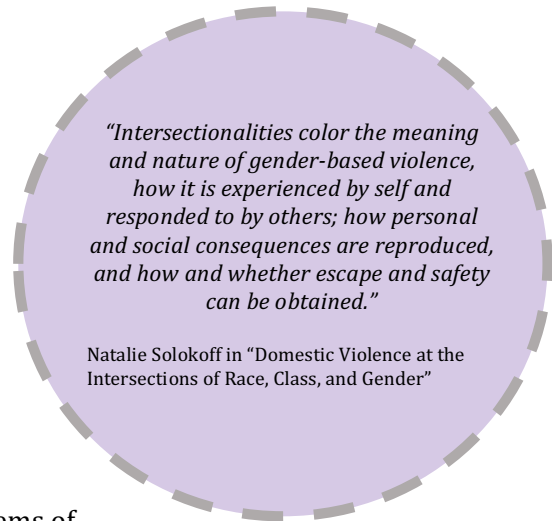 “Intersectionalities color the meaning
and nature of gender-based violence,
how it is experienced by self and
responded to by others; how personal
and social consequences are reproduced,
and how and whether escape and safety
can be obtained.”
Natalie Solokoff in “Domestic Violence at the
Intersections of Race, Class, and Gender”
ems of